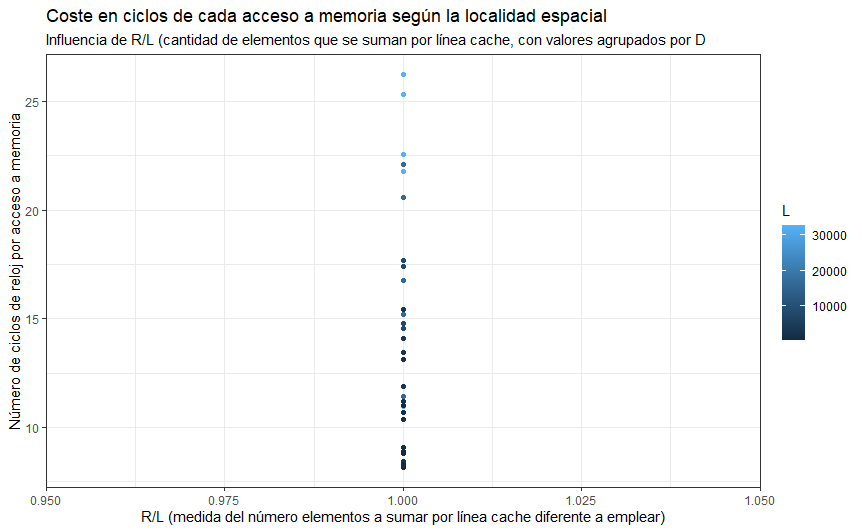 Coste en ciclos de cada acceso a memoria según la localidad espacial
Influencia de R/L (cantidad de elementos que se suman por línea cache, con valores agrupados por D
Número de ciclos de reloj por acceso a memoria
25
20
15
10
0.950
0.975
1.000
1.025
1.050
R/L (medida del número elementos a sumar por línea cache diferente a emplear)
L
30000
20000
10000